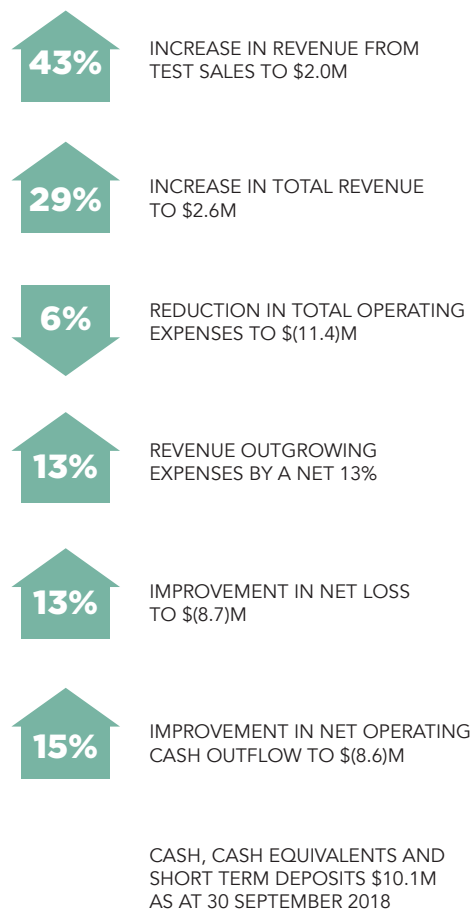 43%
INCREASE IN REVENUE FROM
TEST SALES TO $2.0M
29%
INCREASE IN TOTAL REVENUE
TO $2.6M
6%
REDUCTION IN TOTAL OPERATING
EXPENSES TO $(11.4)M
13%
REVENUE OUTGROWING
EXPENSES BY A NET 13%
13%
IMPROVEMENT IN NET LOSS
TO $(8.7)M
15%
IMPROVEMENT IN NET OPERATING
CASH OUTFLOW TO $(8.6)M
CASH, CASH EQUIVALENTS AND
SHORT TERM DEPOSITS $10.1M
AS AT 30 SEPTEMBER 2018